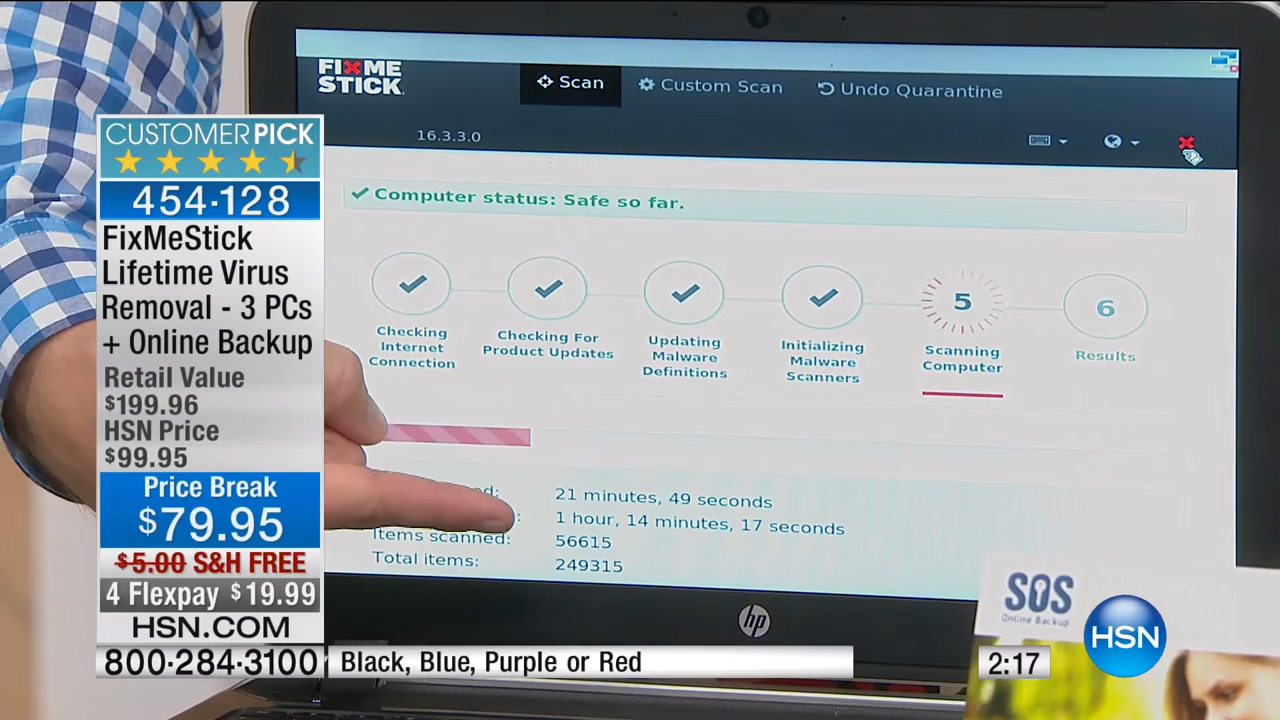 FIXME
STICK
Scan
Custom Scan
Undo Quarantine
16.3.3.0
Computer status: Safe so far.
5
6
Checking
Internet
Connection
Checking For
Product Updates
Updating
Malware
Definitions
Initializing
Malware
Scanners
Scanning
Computer
Results
21 minutes, 49 seconds
1 hour, 14 minutes, 17 seconds
Items scanned: 56615
Total items: 249315
hp
CUSTOMER PICK
454·128
FixMeStick
Lifetime Virus
Removal - 3 PCs
+ Online Backup
Retail Value
$199.96
HSN Price
$99.95
Price Break
$79.95
$5.00 S&H FREE
4 Flexpay $19.99
HSN.COM
800·284·3100
Black, Blue, Purple or Red
SOS
Online Backup
2:17
HSN